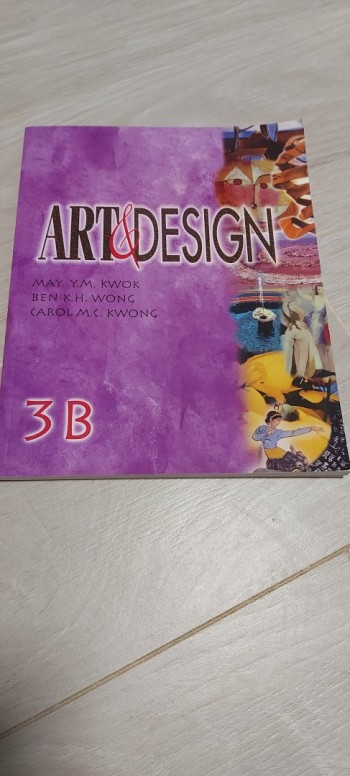 ART&DESIGN
MAY Y.M. KWOK
BEN K.H. WONG
CAROL M.C. KWONG
3B